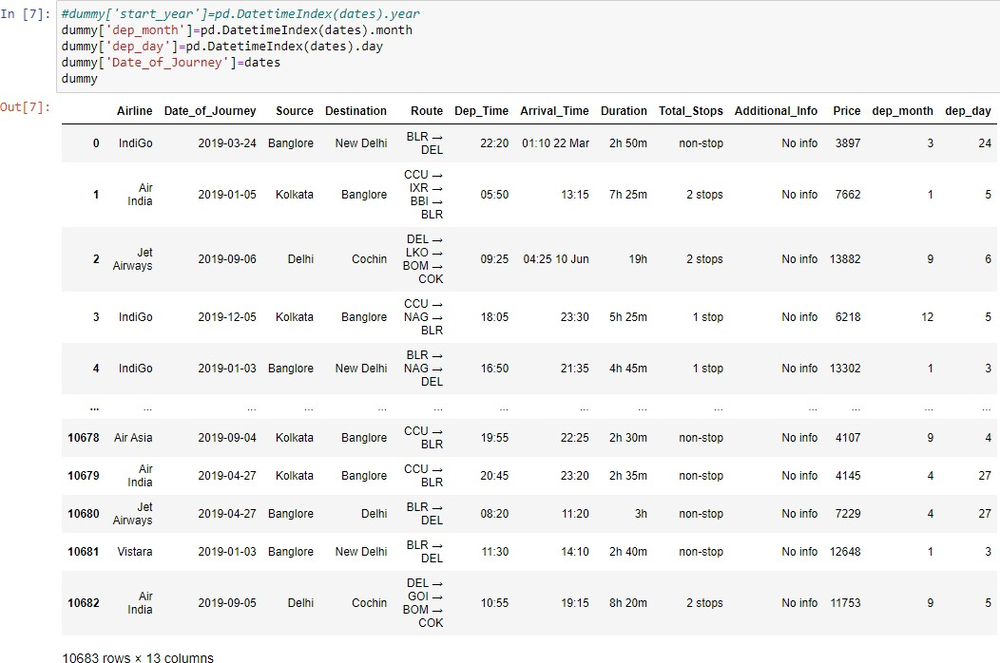 In [7]: #dummy['start_year']=pd.DatetimeIndex(dates).year
dummy['dep_month']=pd.DatetimeIndex(dates).month
dummy['dep_day']=pd.DatetimeIndex(dates).day
dummy['Date_of_Journey']=dates
dummy
Out[7]:
Airline Date_of_Journey Source Destination Route Dep_Time Arrival_Time Duration Total_Stops Additional_Info Price dep_month dep_day
0 IndiGo 2019-03-24 Banglore New Delhi BLR → DEL 22:20 01:10 22 Mar 2h 50m non-stop No info 3897 3 24
1 Air India 2019-01-05 Kolkata Banglore CCU → IXR → BBI → BLR 05:50 13:15 7h 25m 2 stops No info 7662 1 5
2 Jet Airways 2019-09-06 Delhi Cochin DEL → LKO → BOM → COK 09:25 04:25 10 Jun 19h 2 stops No info 13882 9 6
3 IndiGo 2019-12-05 Kolkata Banglore CCU → NAG → BLR 18:05 23:30 5h 25m 1 stop No info 6218 12 5
4 IndiGo 2019-01-03 Banglore New Delhi BLR → NAG → DEL 16:50 21:35 4h 45m 1 stop No info 13302 1 3
... ... ... ... ... ... ... ... ... ... ... ... ... ...
10678 Air Asia 2019-09-04 Kolkata Banglore CCU → BLR 19:55 22:25 2h 30m non-stop No info 4107 9 4
10679 Air India 2019-04-27 Kolkata Banglore CCU → BLR 20:45 23:20 2h 35m non-stop No info 4145 4 27
10680 Jet Airways 2019-04-27 Banglore Delhi BLR → DEL 08:20 11:20 3h non-stop No info 7229 4 27
10681 Vistara 2019-01-03 Banglore New Delhi BLR → DEL 11:30 14:10 2h 40m non-stop No info 12648 1 3
10682 Air India 2019-09-05 Delhi Cochin DEL → GOI → BOM → COK 10:55 19:15 8h 20m 2 stops No info 11753 9 5
10683 rows × 13 columns